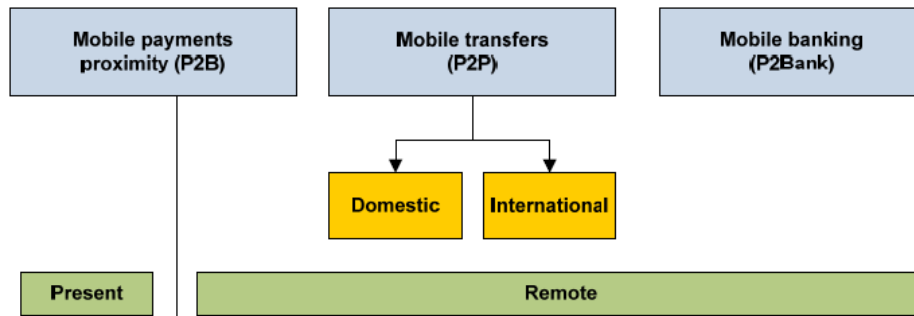 Mobile payments
proximity (P2B)
Mobile transfers
(P2P)
Mobile banking
(P2Bank)
Domestic
International
Present
Remote